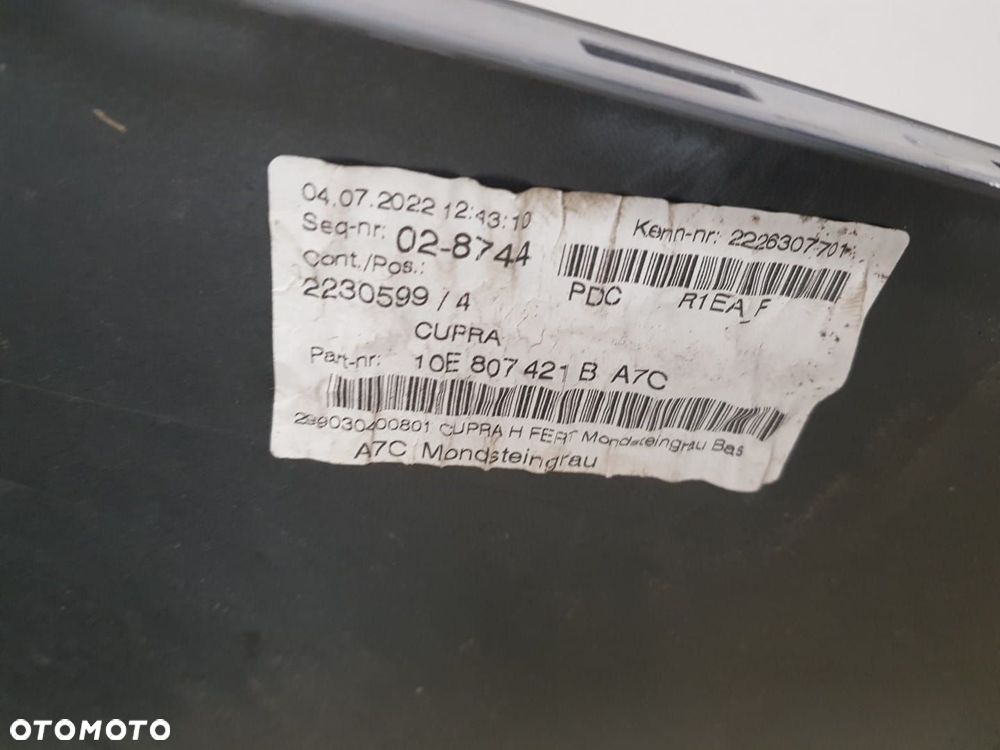 04.07.2022 12:43:10
Seq-nr: 02-8744
Cont./Pos.:
2230599 / 4
Kenn-nr: 2226307701
PDC R1EA_F
CUPRA
Part-nr: 10E 807 421 B A7C
CUPRA H FERT Mondsteingrau Bas
A7C Mondsteingrau
OTOMOTO